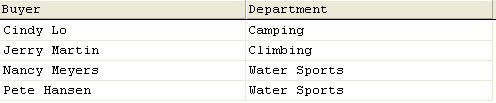 Buyer Department
Cindy Lo Camping
Jerry Martin Climbing
Nancy Meyers Water Sports
Pete Hansen Water Sports